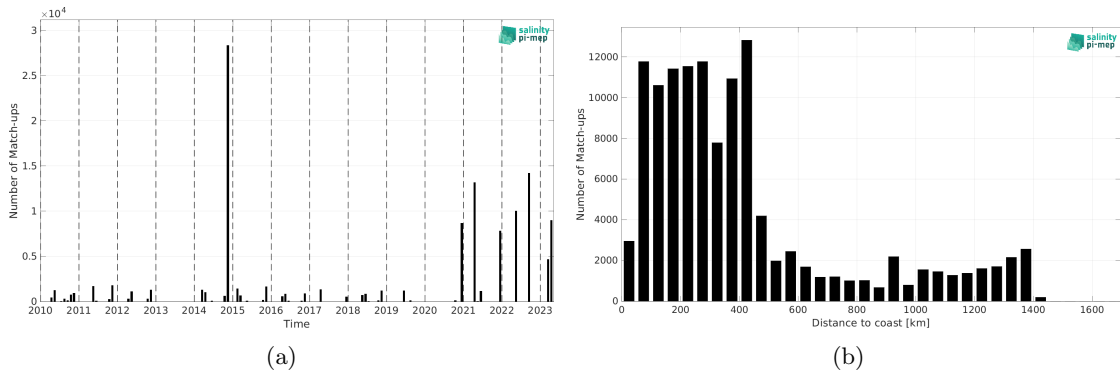 ×10⁴
3
2.5
2
1.5
1
0.5
0
Number of Match-ups
2010 2011 2012 2013 2014 2015 2016 2017 2018 2019 2020 2021 2022 2023
Time
salinity
pi-mep
(a)
12000
10000
8000
6000
4000
2000
0
Number of Match-ups
0 200 400 600 800 1000 1200 1400 1600
Distance to coast [km]
salinity
pi-mep
(b)